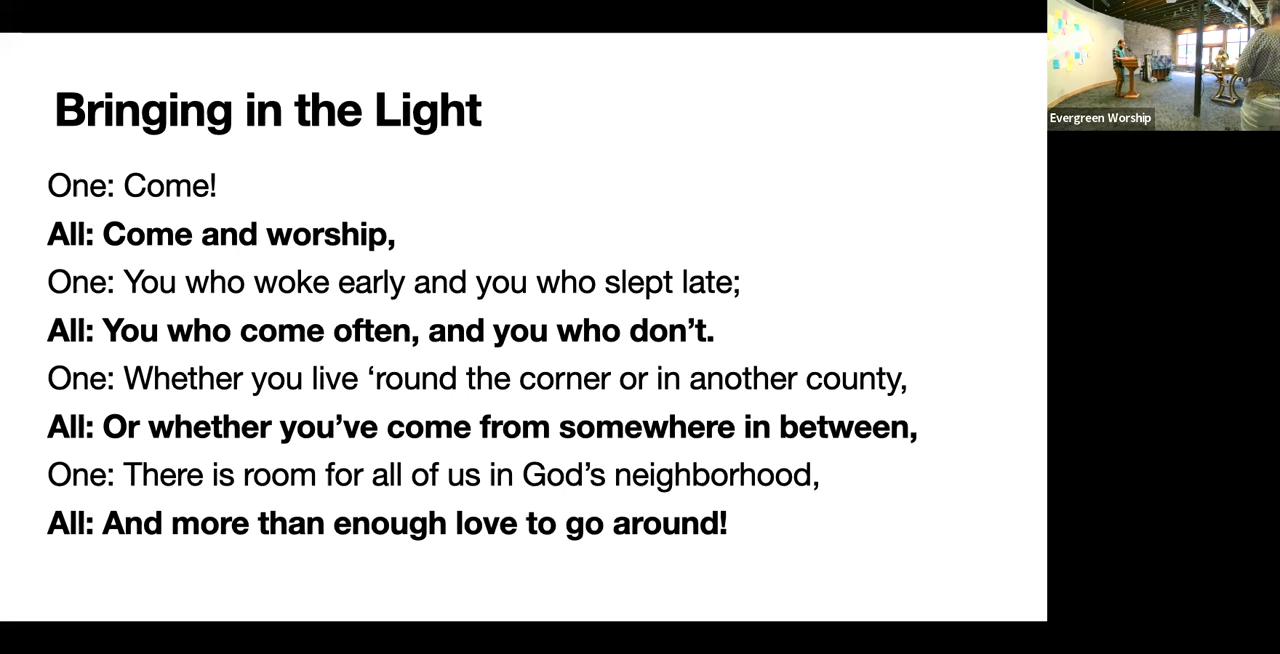 Bringing in the Light
One: Come!
All: Come and worship,
One: You who woke early and you who slept late;
All: You who come often, and you who don’t.
One: Whether you live ‘round the corner or in another county,
All: Or whether you’ve come from somewhere in between,
One: There is room for all of us in God’s neighborhood,
All: And more than enough love to go around!
Evergreen Worship